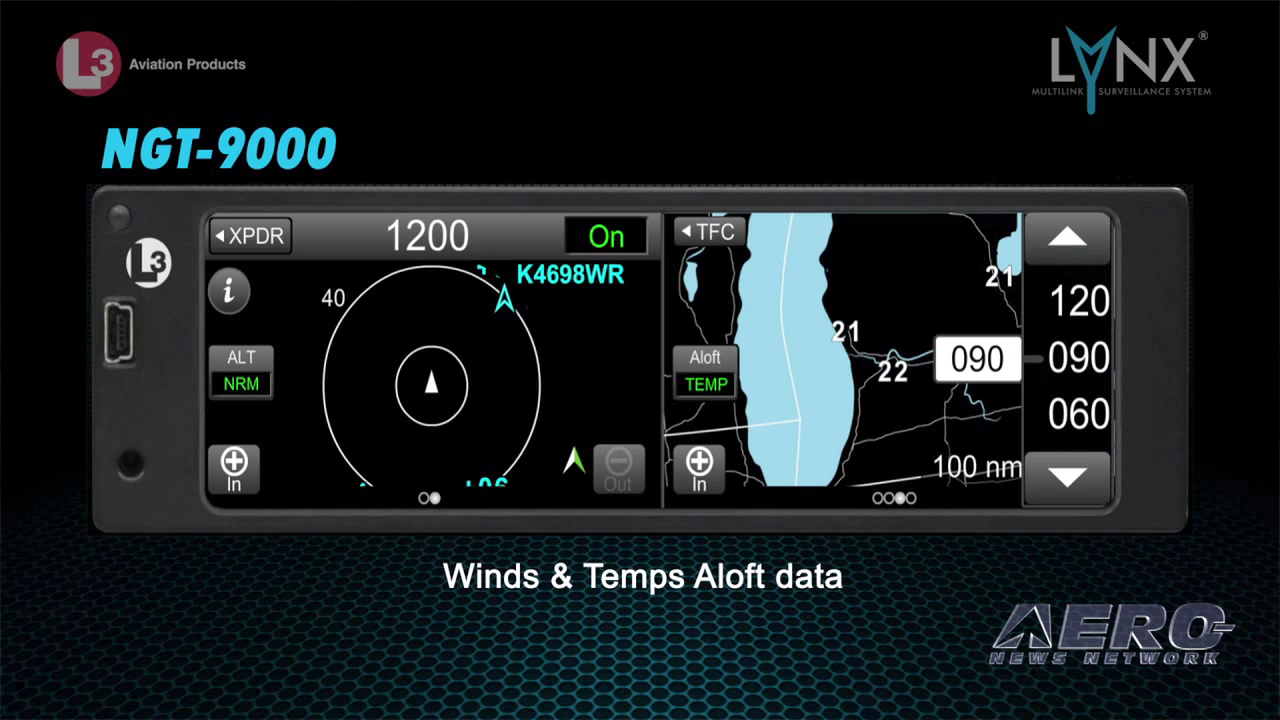 L3 Aviation Products
LYNX®
MULTILINK SURVEILLANCE SYSTEM
NGT-9000
L3
XPDR
1200
On
TFC
K4698WR
i
40
21
120
ALT
NRM
Aloft
TEMP
21
22
090
090
060
In
Out
In
100 nm
Winds & Temps Aloft data
AERO
NEWS NETWORK